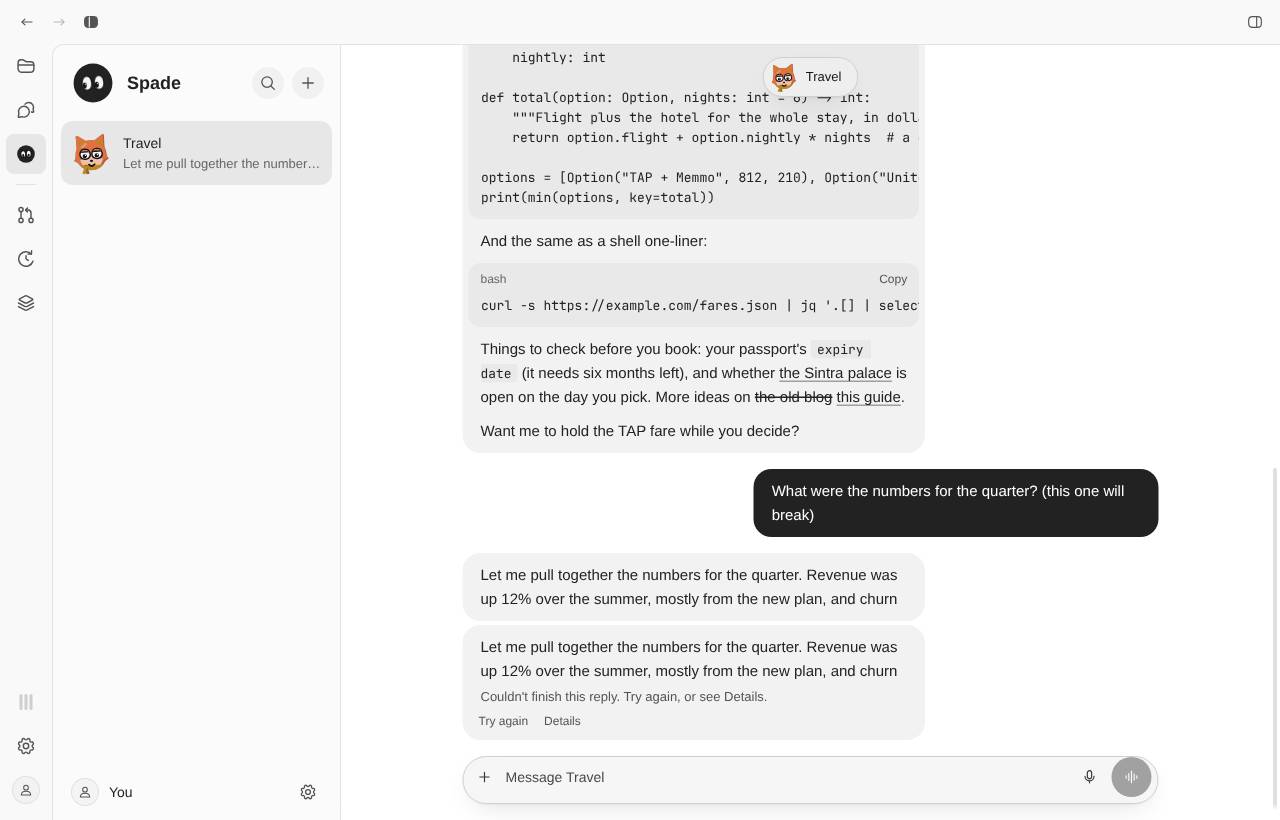 Spade
Travel
Let me pull together the number…
You
nightly: int
Travel
def total(option: Option, nights: int = 6) -> int:
"""Flight plus the hotel for the whole stay, in doll
return option.flight + option.nightly * nights # a
options = [Option("TAP + Memmo", 812, 210), Option("Unit
print(min(options, key=total))
And the same as a shell one-liner:
bash
Copy
curl -s https://example.com/fares.json | jq '.[] | select
Things to check before you book: your passport's expiry
date (it needs six months left), and whether the Sintra palace is
open on the day you pick. More ideas on the old blog this guide.
Want me to hold the TAP fare while you decide?
What were the numbers for the quarter? (this one will
break)
Let me pull together the numbers for the quarter. Revenue was
up 12% over the summer, mostly from the new plan, and churn
Let me pull together the numbers for the quarter. Revenue was
up 12% over the summer, mostly from the new plan, and churn
Couldn't finish this reply. Try again, or see Details.
Try again
Details
Message Travel